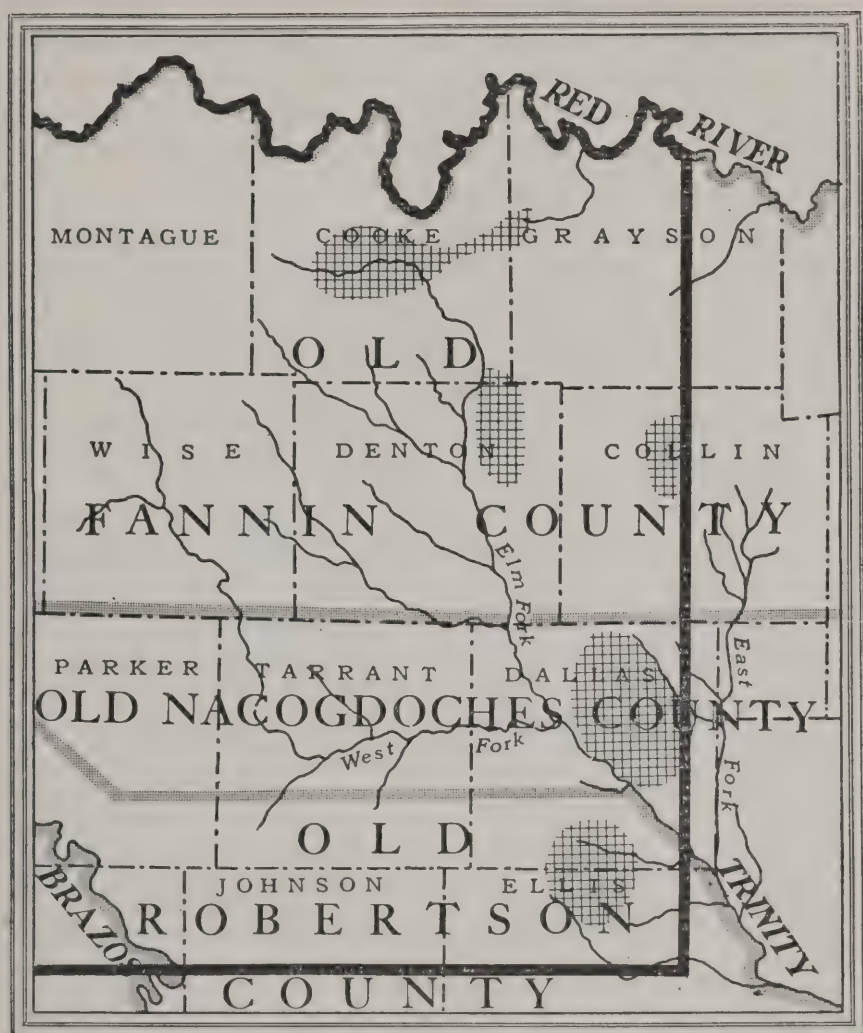 RED
RIVER
MONTAGUE
COOKE
GRAYSON
OLD
WISE
DENTON
COLLIN
FANNIN COUNTY
Elm Fork
East
Fork
PARKER
TARRANT
DALLAS
OLD NACOGDOCHES COUNTY
West
Fork
OLD
JOHNSON
ELLIS
BRAZOS
ROBERTSON
TRINITY
COUNTY